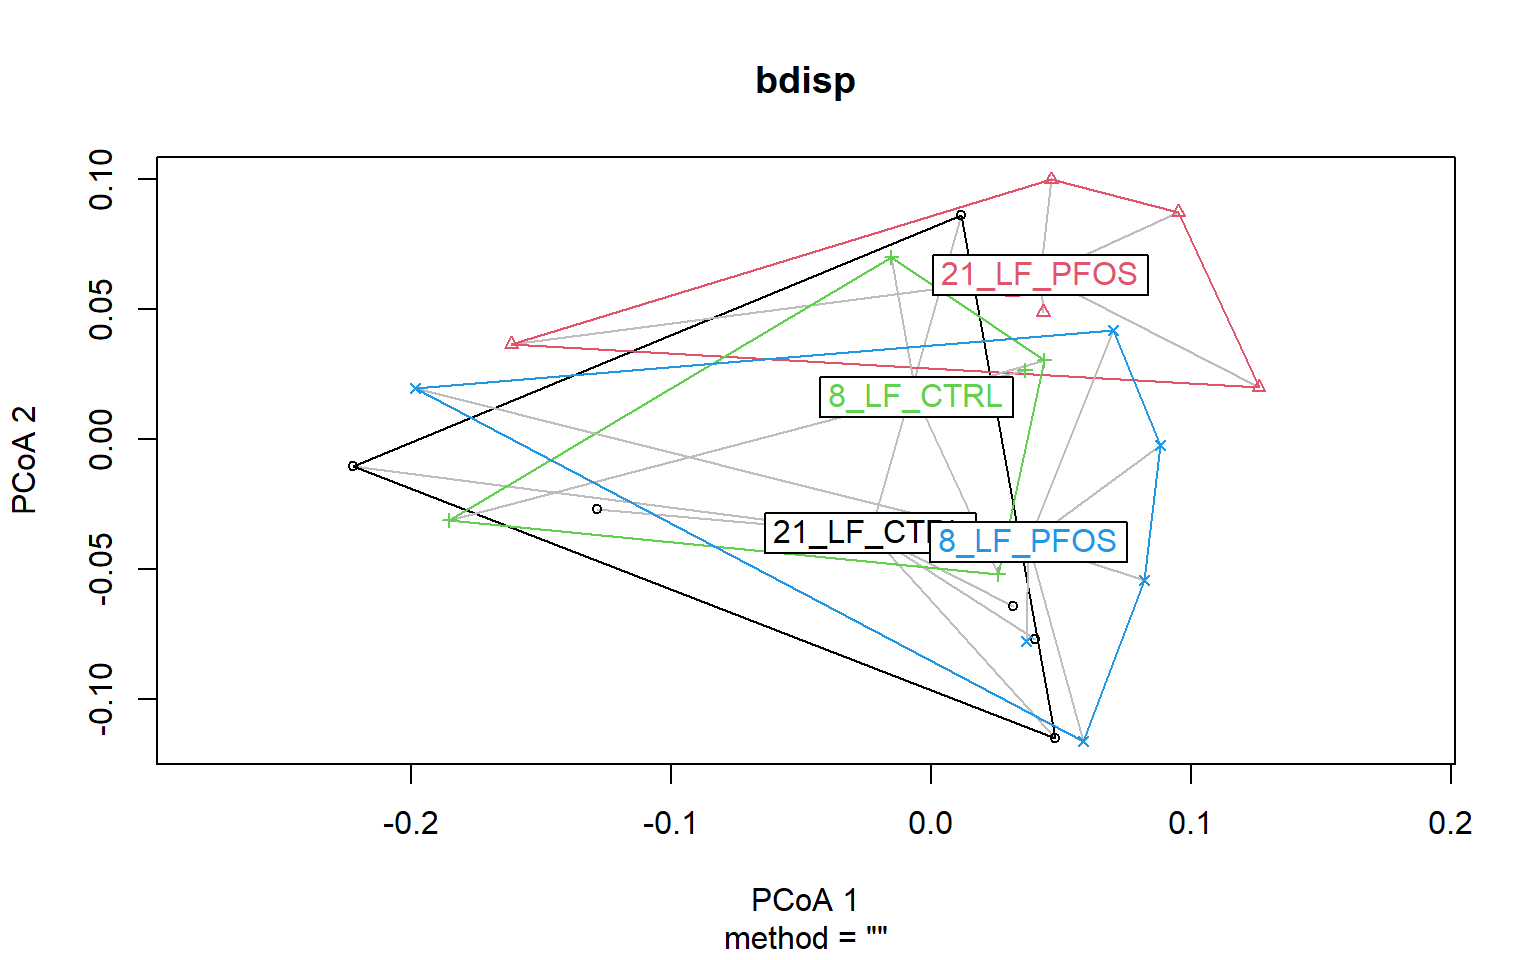 bdisp
PCoA 2
0.10
0.05
0.00
-0.05
-0.10
21_LF_PFOS
8_LF_CTRL
21_LF_CTRL
8_LF_PFOS
-0.2
-0.1
0.0
0.1
0.2
PCoA 1
method = ""